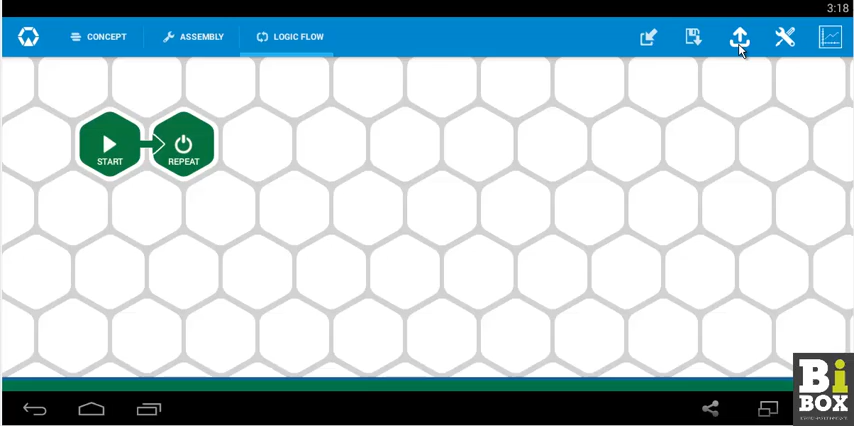 3:18
CONCEPT
ASSEMBLY
LOGIC FLOW
START
REPEAT
Bi
BOX